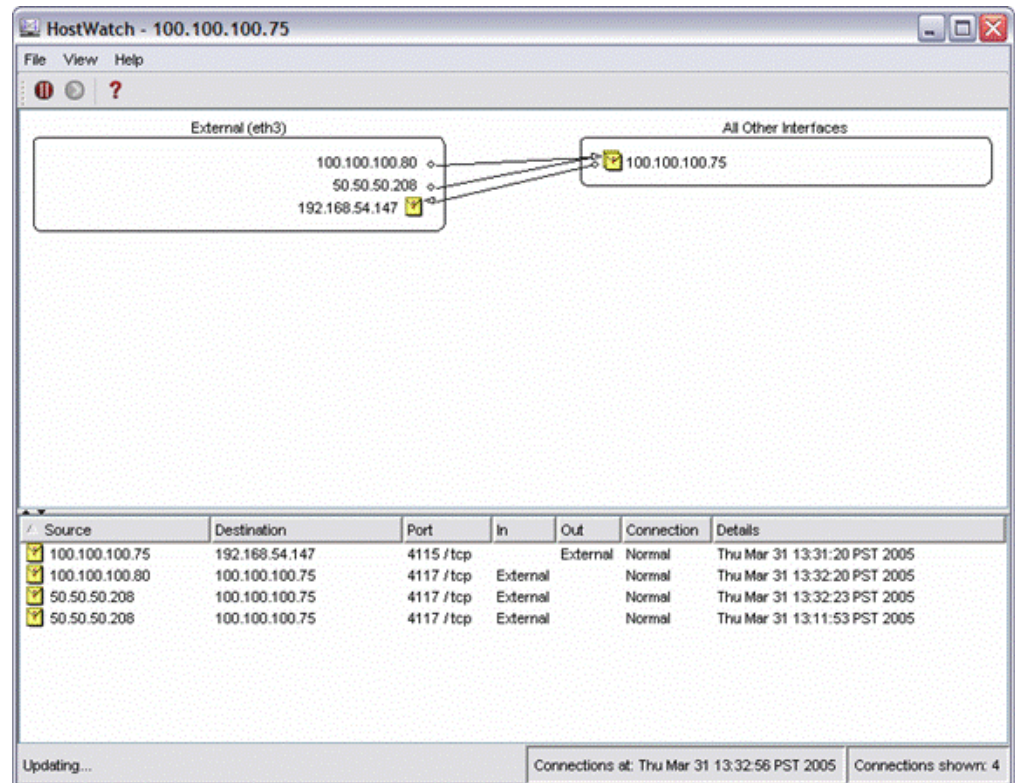 HostWatch - 100.100.100.75
File View Help
?
External (eth3) All Other Interfaces
100.100.100.80 100.100.100.75
50.50.50.208
192.168.54.147
Source Destination Port In Out Connection Details
100.100.100.75 192.168.54.147 4115 /tcp External Normal Thu Mar 31 13:31:20 PST 2005
100.100.100.80 100.100.100.75 4117 /tcp External Normal Thu Mar 31 13:32:20 PST 2005
50.50.50.208 100.100.100.75 4117 /tcp External Normal Thu Mar 31 13:32:23 PST 2005
50.50.50.208 100.100.100.75 4117 /tcp External Normal Thu Mar 31 13:11:53 PST 2005
Updating... Connections at: Thu Mar 31 13:32:56 PST 2005 Connections shown: 4